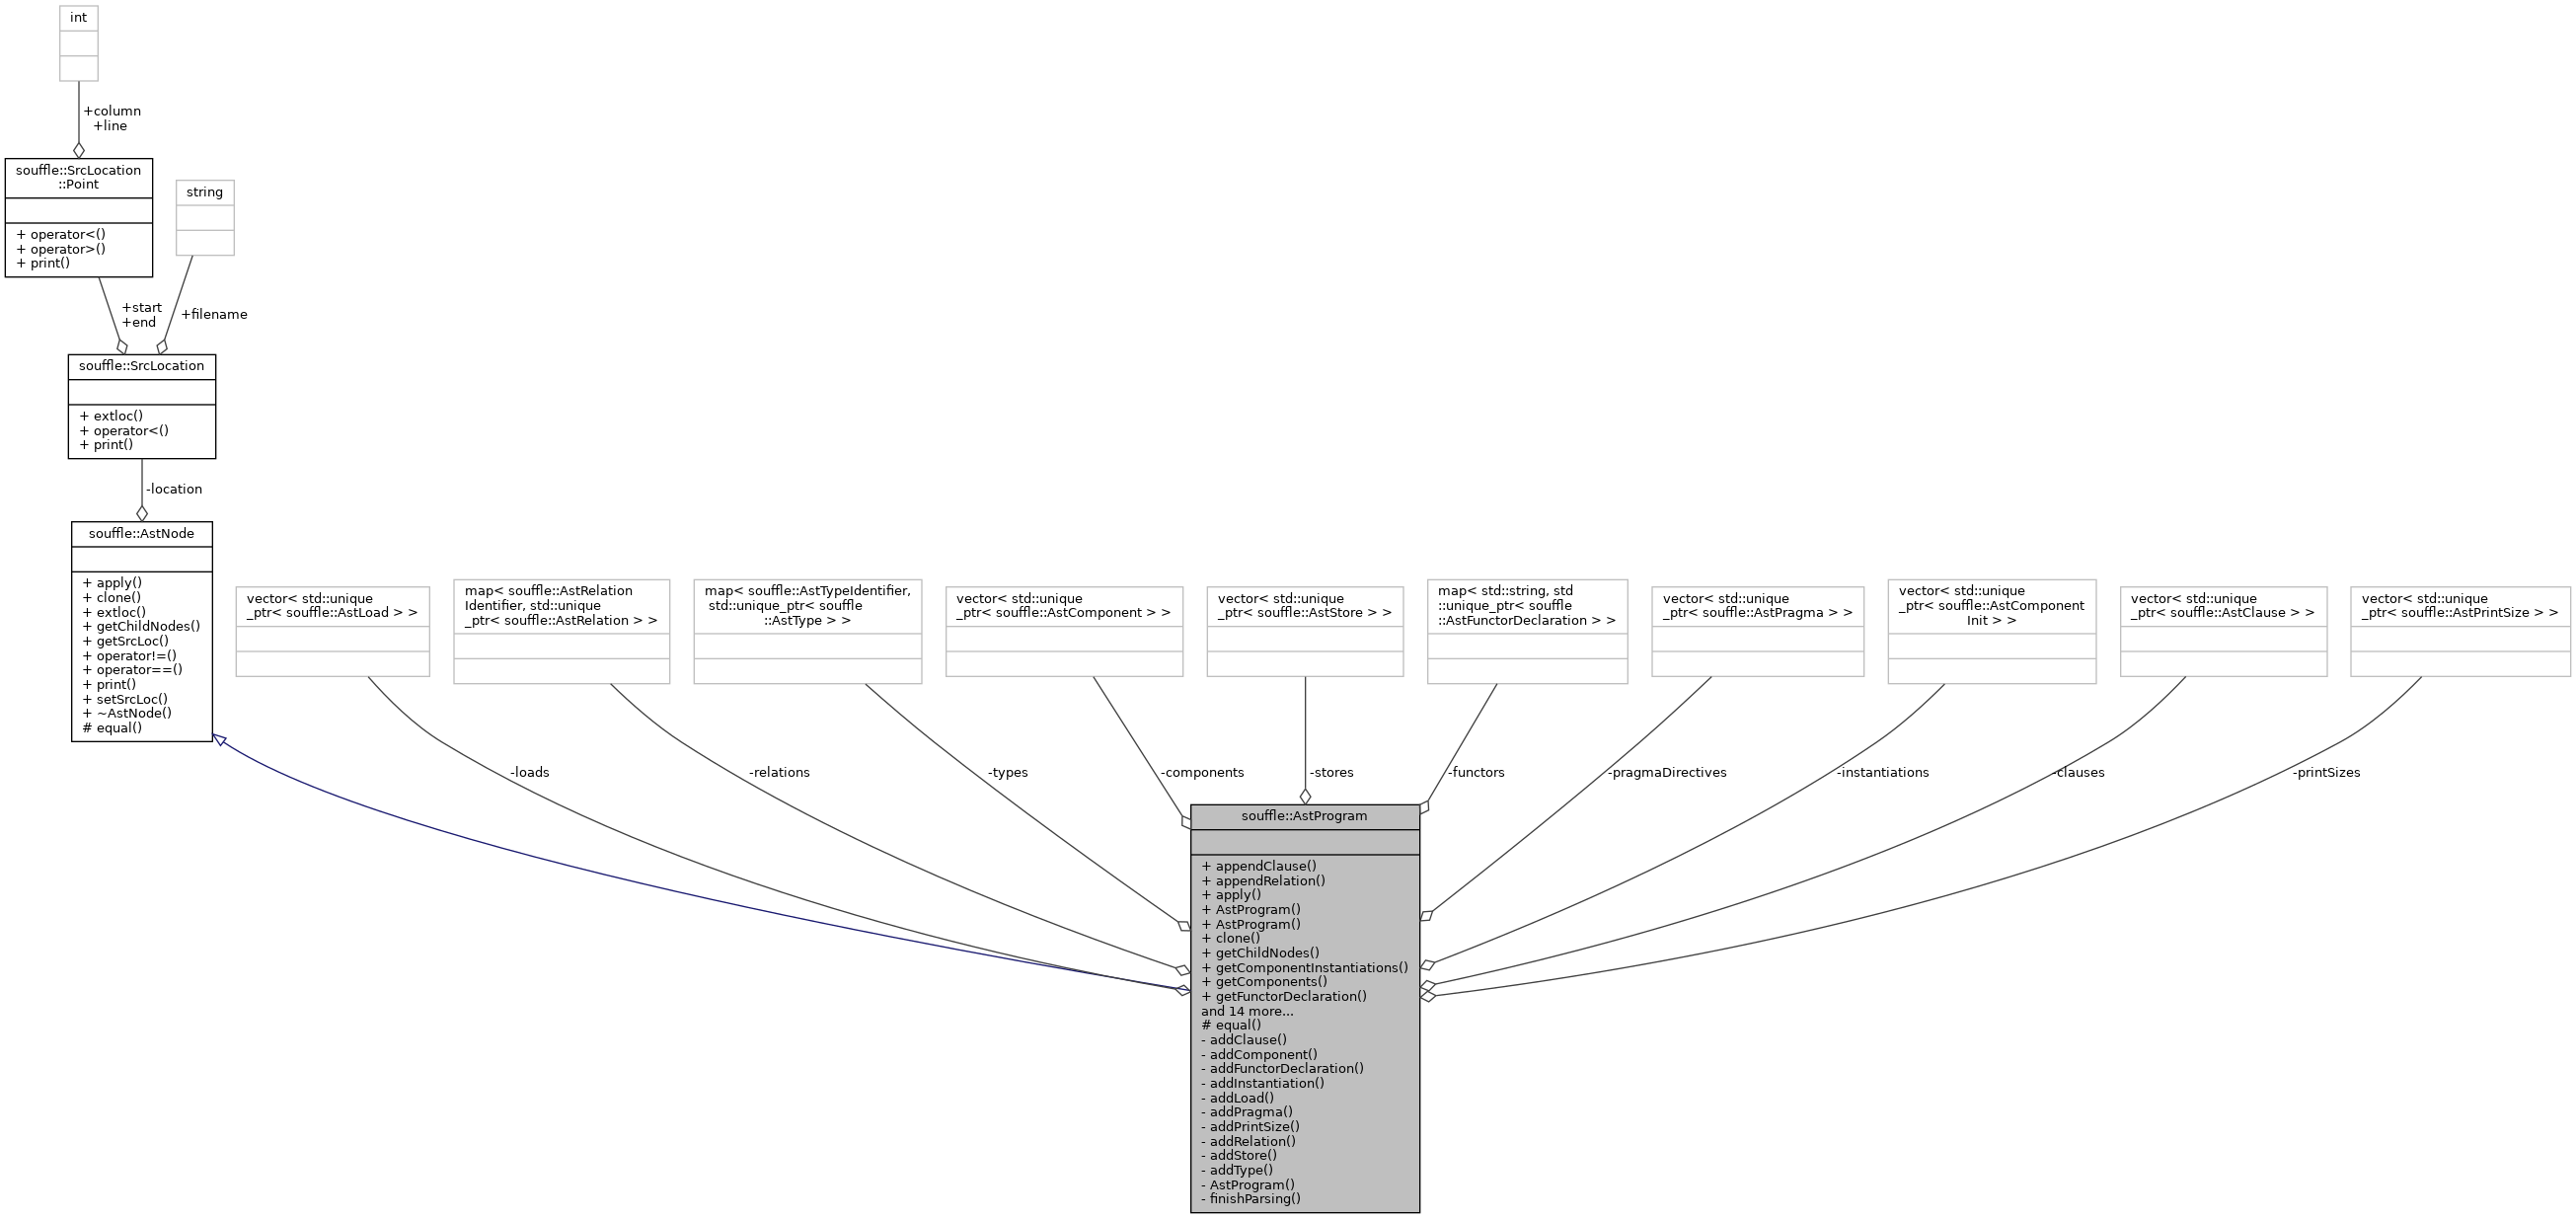 int
+column
+line
souffle::SrcLocation
::Point
+ operator<()
+ operator>()
+ print()
string
+start
+end
+filename
souffle::SrcLocation
+ extloc()
+ operator<()
+ print()
-location
souffle::AstNode
+ apply()
+ clone()
+ extloc()
+ getChildNodes()
+ getSrcLoc()
+ operator!=()
+ operator==()
+ print()
+ setSrcLoc()
+ ~AstNode()
# equal()
vector< std::unique
_ptr< souffle::AstLoad > >
map< souffle::AstRelation
Identifier, std::unique
_ptr< souffle::AstRelation > >
map< souffle::AstTypeIdentifier,
std::unique_ptr< souffle
::AstType > >
vector< std::unique
_ptr< souffle::AstComponent > >
vector< std::unique
_ptr< souffle::AstStore > >
map< std::string, std
::unique_ptr< souffle
::AstFunctorDeclaration > >
vector< std::unique
_ptr< souffle::AstPragma > >
vector< std::unique
_ptr< souffle::AstComponent
Init > >
vector< std::unique
_ptr< souffle::AstClause > >
vector< std::unique
_ptr< souffle::AstPrintSize > >
-loads
-relations
-types
-components
-stores
-functors
-pragmaDirectives
-instantiations
-clauses
-printSizes
souffle::AstProgram
+ appendClause()
+ appendRelation()
+ apply()
+ AstProgram()
+ AstProgram()
+ clone()
+ getChildNodes()
+ getComponentInstantiations()
+ getComponents()
+ getFunctorDeclaration()
and 14 more...
# equal()
- addClause()
- addComponent()
- addFunctorDeclaration()
- addInstantiation()
- addLoad()
- addPragma()
- addPrintSize()
- addRelation()
- addStore()
- addType()
- AstProgram()
- finishParsing()